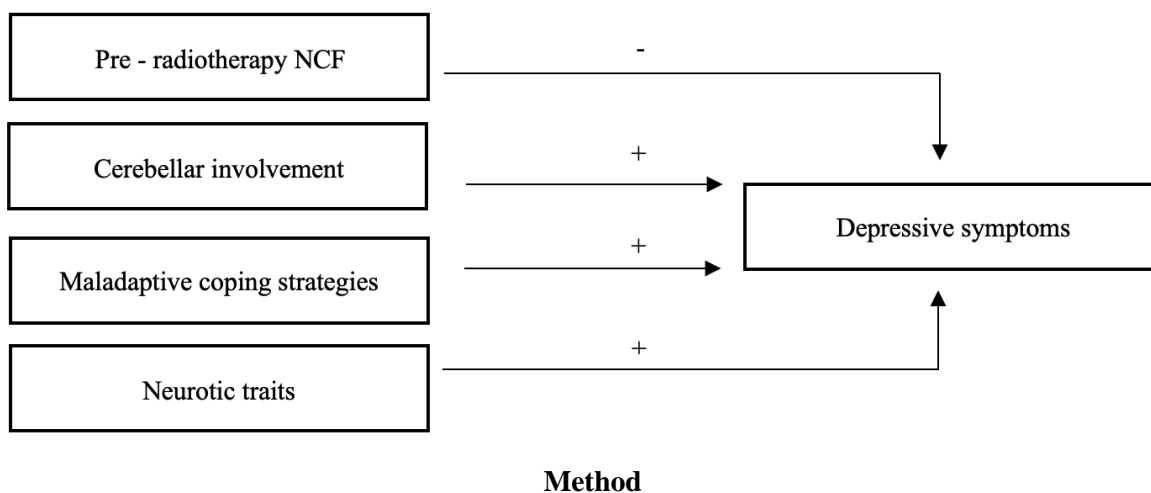 Pre - radiotherapy NCF
-
Cerebellar involvement
+
Depressive symptoms
Maladaptive coping strategies
+
Neurotic traits
+
Method